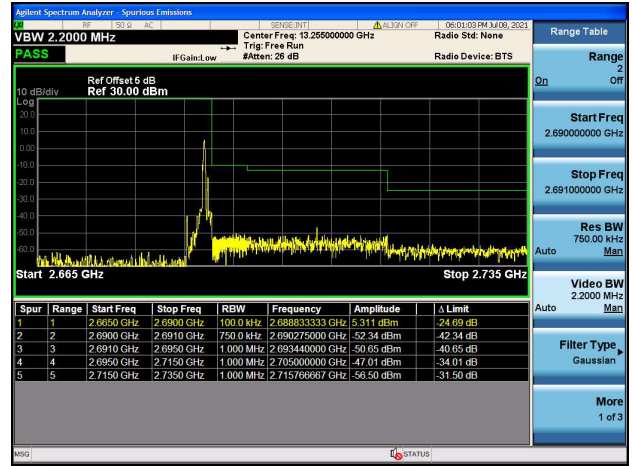 Agilent Spectrum Analyzer - Spurious Emissions
RF 50 Ω AC SENSE:INT ALIGN OFF 06:01:03 PM Jul 08, 2021
VBW 2.2000 MHz Center Freq: 13.255000000 GHz Radio Std: None
Trig: Free Run
PASS IFGain:Low #Atten: 26 dB Radio Device: BTS
Ref Offset 5 dB
10 dB/div Ref 30.00 dBm
Log
20.0
10.0
0.00
-10.0
-20.0
-30.0
-40.0
-50.0
-60.0
Start 2.665 GHz Stop 2.735 GHz
Spur Range Start Freq Stop Freq RBW Frequency Amplitude Δ Limit
1 1 2.6650 GHz 2.6900 GHz 100.0 kHz 2.688833333 GHz 5.311 dBm -24.69 dB
2 2 2.6900 GHz 2.6910 GHz 750.0 kHz 2.690275000 GHz -52.34 dBm -42.34 dB
3 3 2.6910 GHz 2.6950 GHz 1.000 MHz 2.693440000 GHz -50.65 dBm -40.65 dB
4 4 2.6950 GHz 2.7150 GHz 1.000 MHz 2.705000000 GHz -47.01 dBm -34.01 dB
5 5 2.7150 GHz 2.7350 GHz 1.000 MHz 2.715766667 GHz -56.50 dBm -31.50 dB
MSG STATUS
Range Table
Range
2
On Off
Start Freq
2.690000000 GHz
Stop Freq
2.691000000 GHz
Res BW
750.00 kHz
Auto Man
Video BW
2.2000 MHz
Auto Man
Filter Type
Gaussian
More
1 of 3